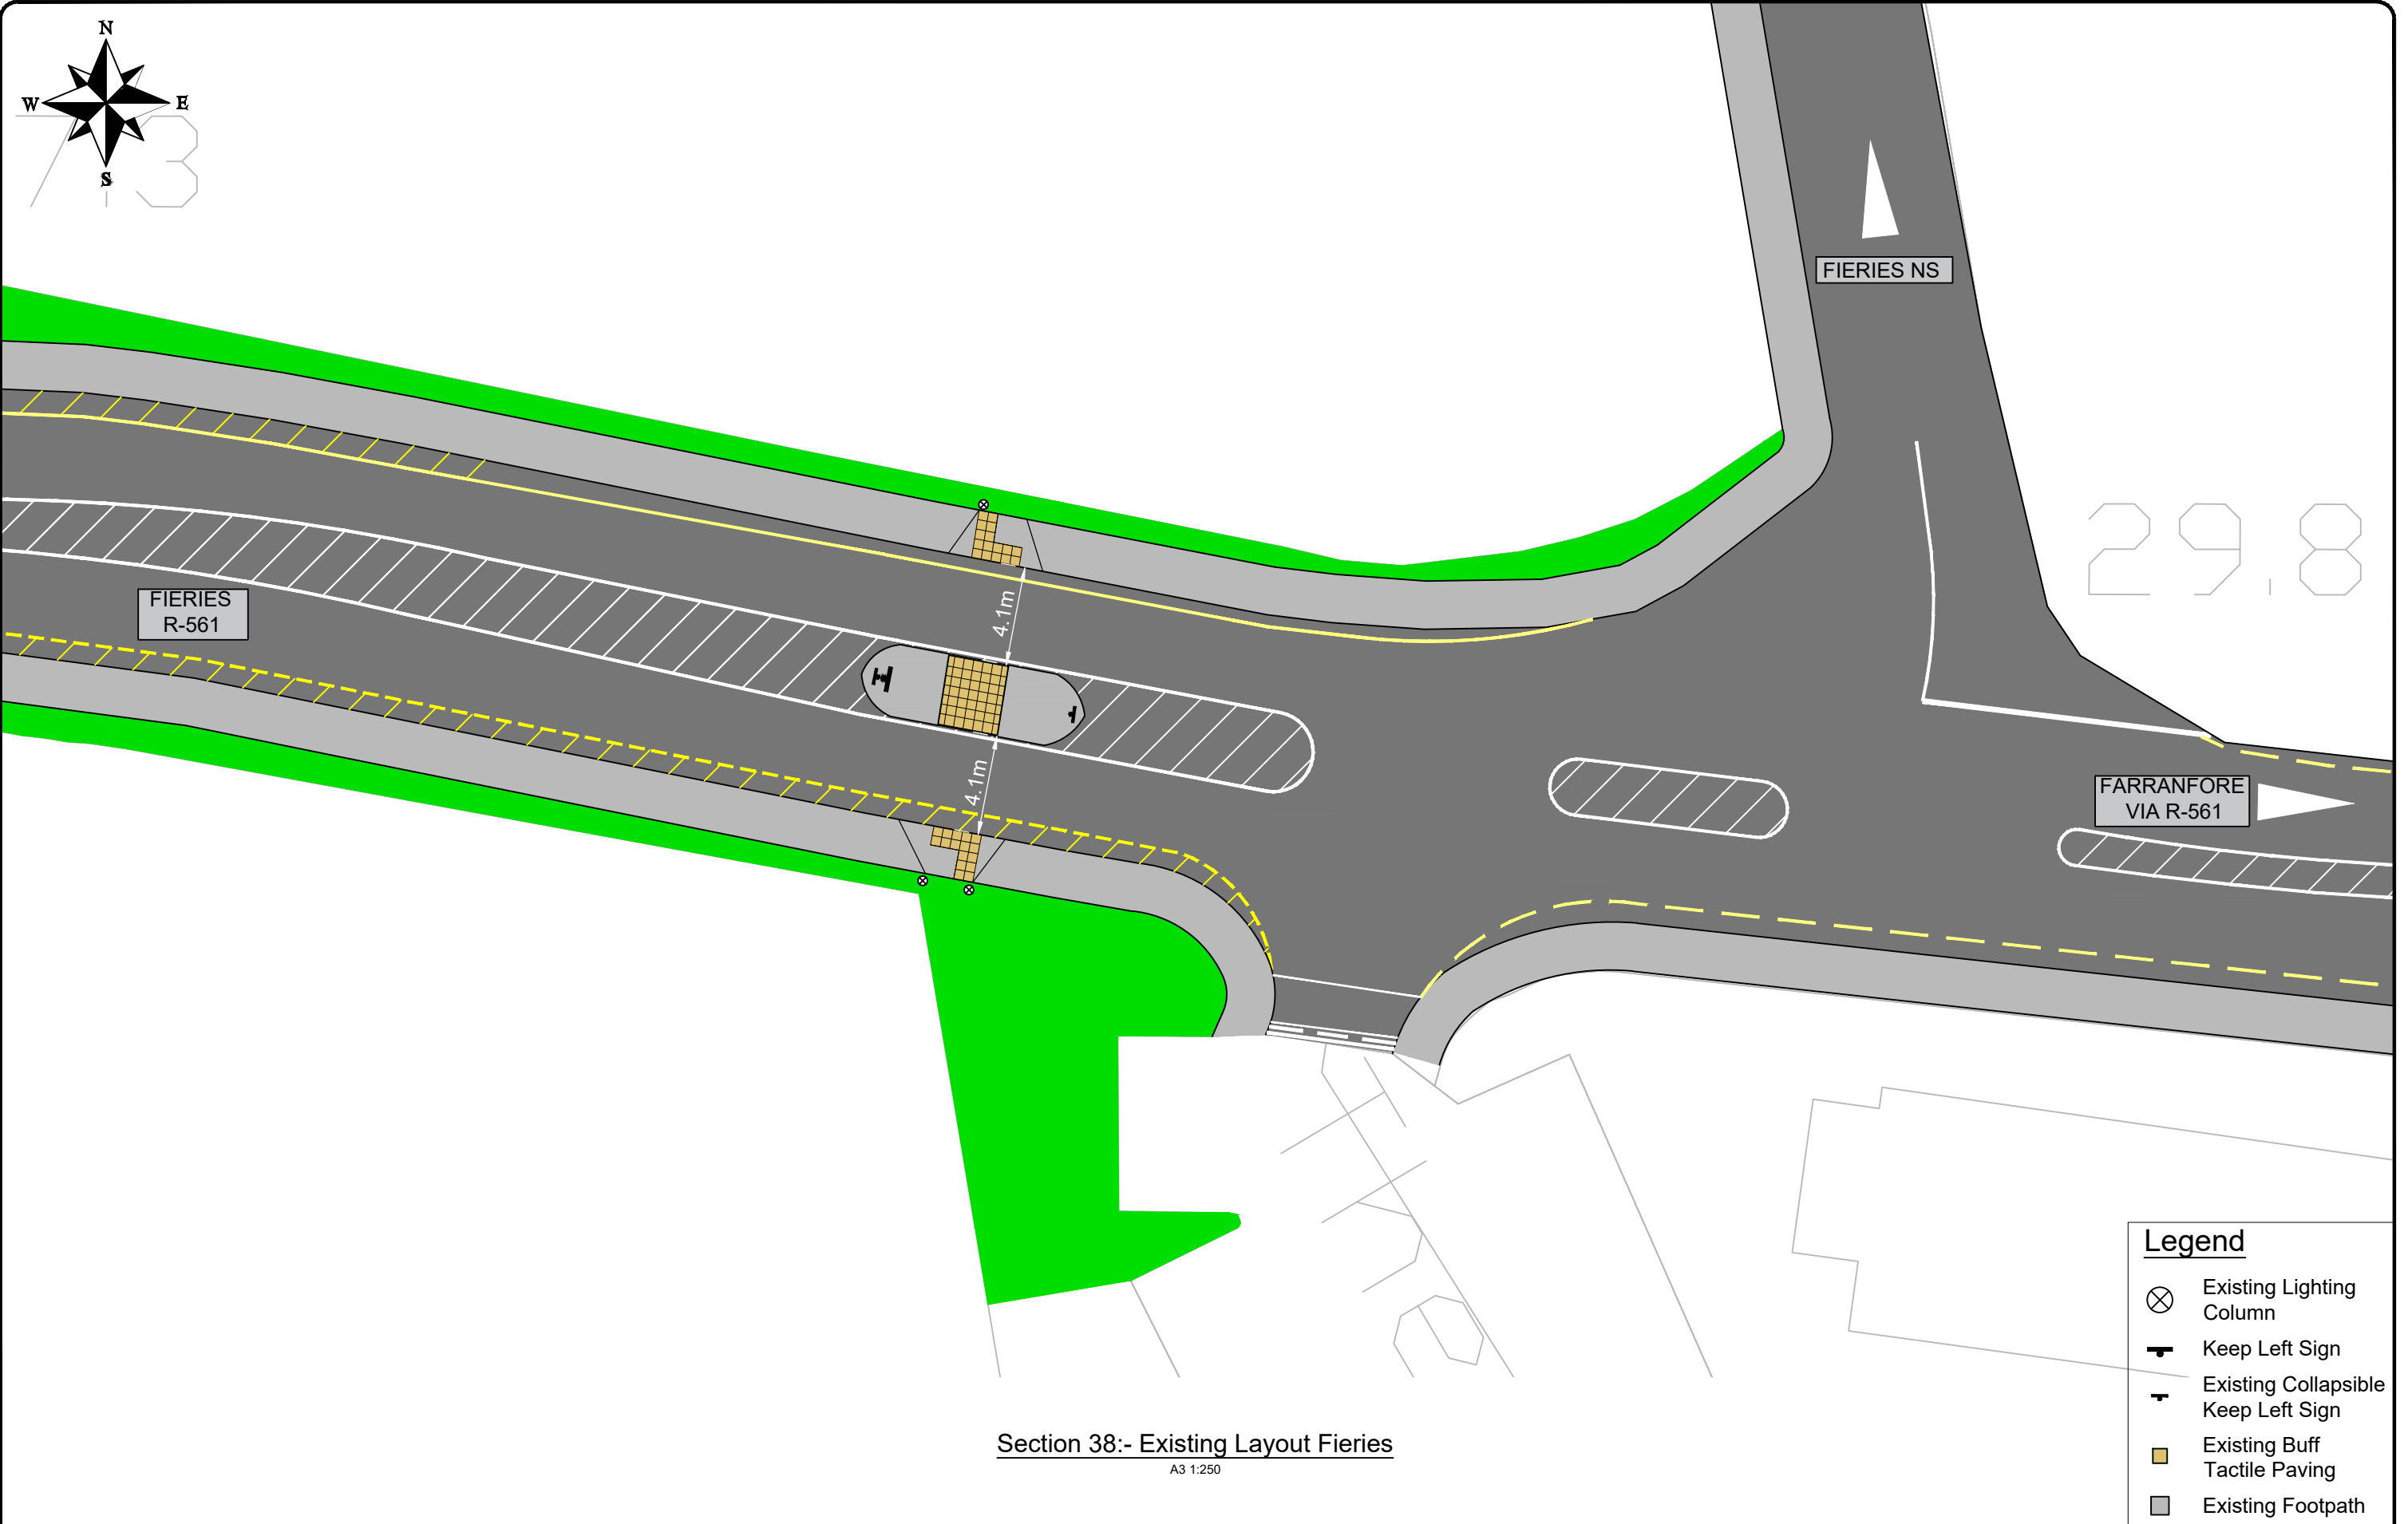 N
W E
S
7.3
FIERIES NS
29.8
4.1m
FIERIES
R-561
4.1m
FARRANFORE
VIA R-561
Legend
Existing Lighting
Column
Keep Left Sign
Existing Collapsible
Keep Left Sign
Existing Buff
Tactile Paving
Existing Footpath
Section 38:- Existing Layout Fieries
A3 1:250